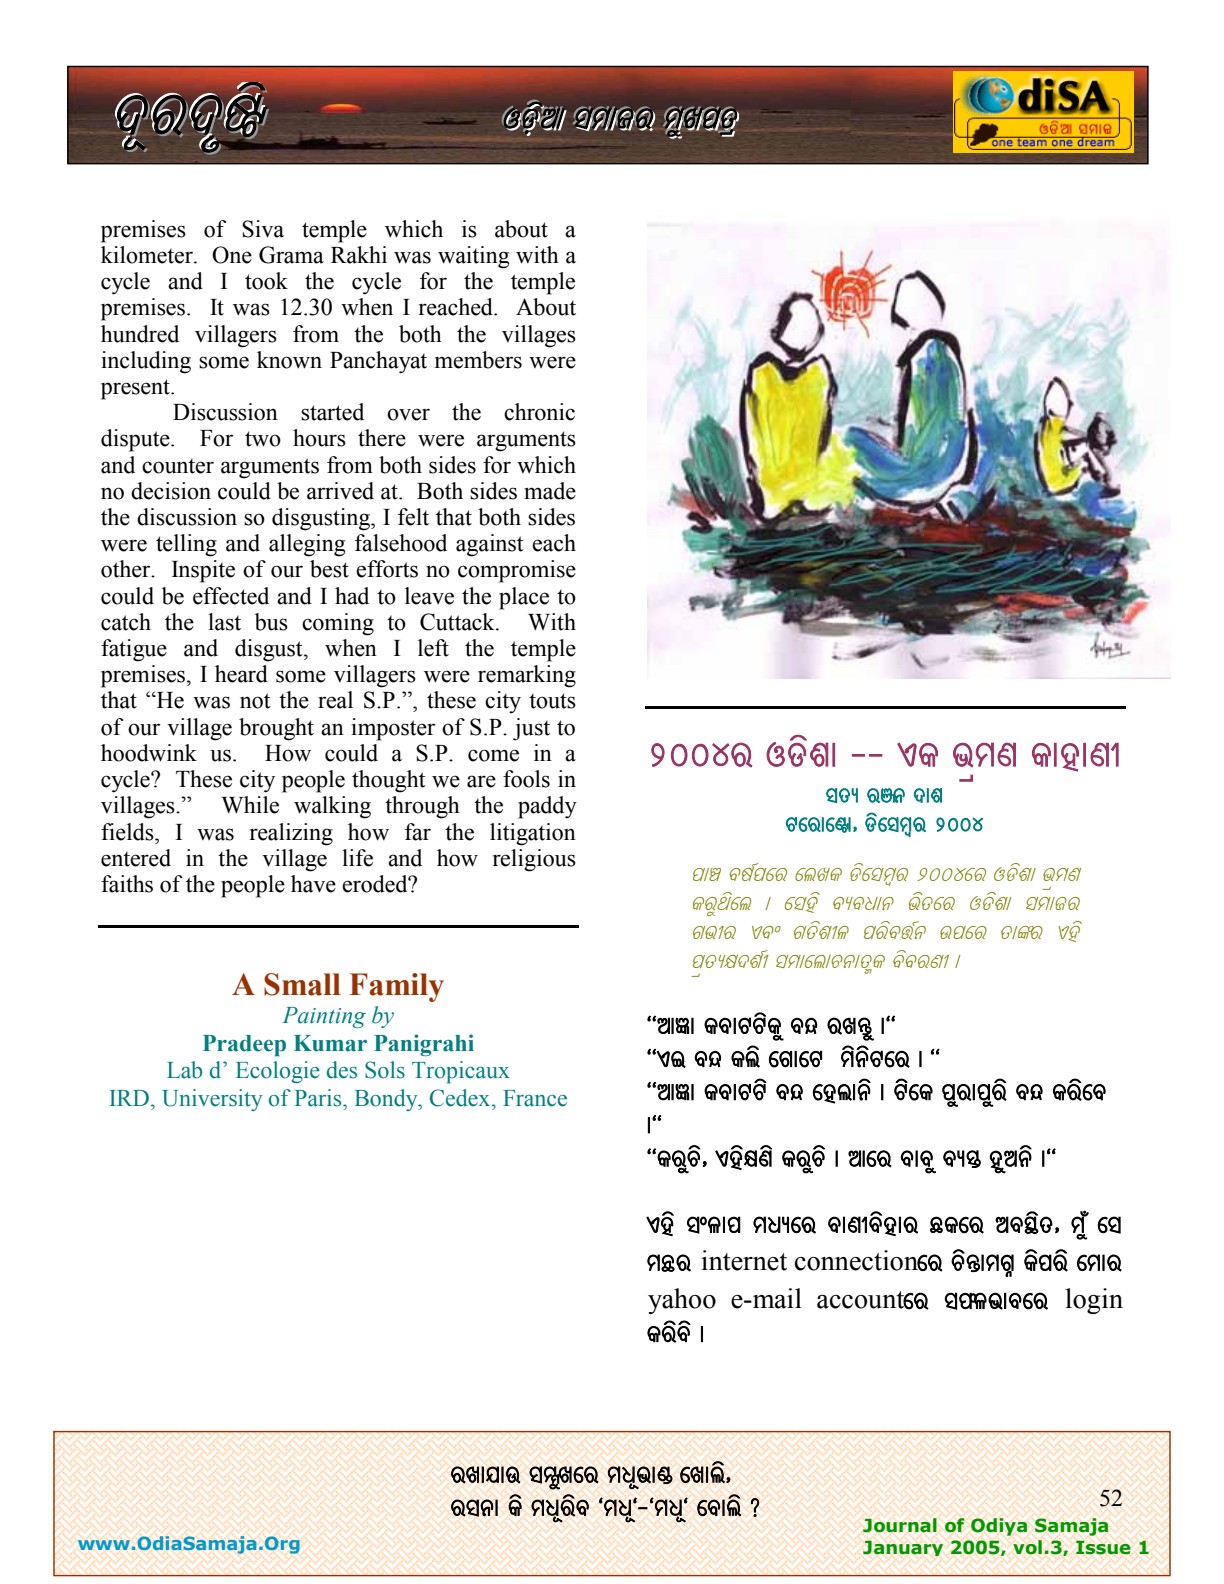 ଦୂରଦୃଷ୍ଟି
ଓଡ଼ିଆ ସମାଜର ମୁଖପତ୍ର
OdiSA
ଓଡିଆ ସମାଜ
one team one dream
premises of Siva temple which is about a
kilometer. One Grama Rakhi was waiting with a
cycle and I took the cycle for the temple
premises. It was 12.30 when I reached. About
hundred villagers from the both the villages
including some known Panchayat members were
present.
Discussion started over the chronic
dispute. For two hours there were arguments
and counter arguments from both sides for which
no decision could be arrived at. Both sides made
the discussion so disgusting, I felt that both sides
were telling and alleging falsehood against each
other. Inspite of our best efforts no compromise
could be effected and I had to leave the place to
catch the last bus coming to Cuttack. With
fatigue and disgust, when I left the temple
premises, I heard some villagers were remarking
that “He was not the real S.P.”, these city touts
of our village brought an imposter of S.P. just to
hoodwink us. How could a S.P. come in a
cycle? These city people thought we are fools in
villages.” While walking through the paddy
fields, I was realizing how far the litigation
entered in the village life and how religious
faiths of the people have eroded?
A Small Family
Painting by
Pradeep Kumar Panigrahi
Lab d’ Ecologie des Sols Tropicaux
IRD, University of Paris, Bondy, Cedex, France
୨୦୦୪ର ଓଡିଶା -- ଏକ ଭ୍ରମଣ କାହାଣୀ
ସତ୍ୟ ରଞ୍ଜନ ଦାଶ
ଟରୋଣ୍ଟୋ, ଡିସେମ୍ବର ୨୦୦୪
ପାଞ୍ଚ ବର୍ଷପରେ ଲେଖକ ଡିସେମ୍ବର ୨୦୦୪ରେ ଓଡିଶା ଭ୍ରମଣ
କରୁଥିଲେ । ସେହି ବ୍ୟବଧାନ ଭିତରେ ଓଡିଶା ସମାଜର
ଗଭୀର ଏବଂ ଗତିଶୀଳ ପରିବର୍ତ୍ତନ ଉପରେ ତାଙ୍କର ଏହି
ପ୍ରତ୍ୟକ୍ଷଦର୍ଶୀ ସମାଲୋଚନାତ୍ମକ ବିବରଣୀ ।
“ଆଜ୍ଞା କବାଟଟିକୁ ବନ୍ଦ ରଖନ୍ତୁ ।“
“ଏଇ ବନ୍ଦ କଲି ଗୋଟେ ମିନିଟରେ । “
“ଆଜ୍ଞା କବାଟଟି ବନ୍ଦ ହେଲାନି । ଟିକେ ପୁରାପୁରି ବନ୍ଦ କରିବେ
।“
“କରୁଚି, ଏହିକ୍ଷଣି କରୁଚି । ଆରେ ବାବୁ ବ୍ୟସ୍ତ ହୁଅନି ।“
ଏହି ସଂଳାପ ମଧ୍ୟରେ ବାଣୀବିହାର ଛକରେ ଅବସ୍ଥିତ, ମୁଁ ସେ
ମଛର internet connectionରେ ଚିନ୍ତାମଗ୍ନ କିପରି ମୋର
yahoo e-mail accountରେ ସଫଳଭାବରେ login
କରିବି ।
ରଖାଯାଉ ସମ୍ମୁଖରେ ମଧୁଭାଣ୍ଡ ଖୋଲି,
ରସନା କି ମଧୁରିବ ‘ମଧୁ‘-‘ମଧୁ‘ ବୋଲି ?
52
www.OdiaSamaja.Org
Journal of Odiya Samaja
January 2005, vol.3, Issue 1